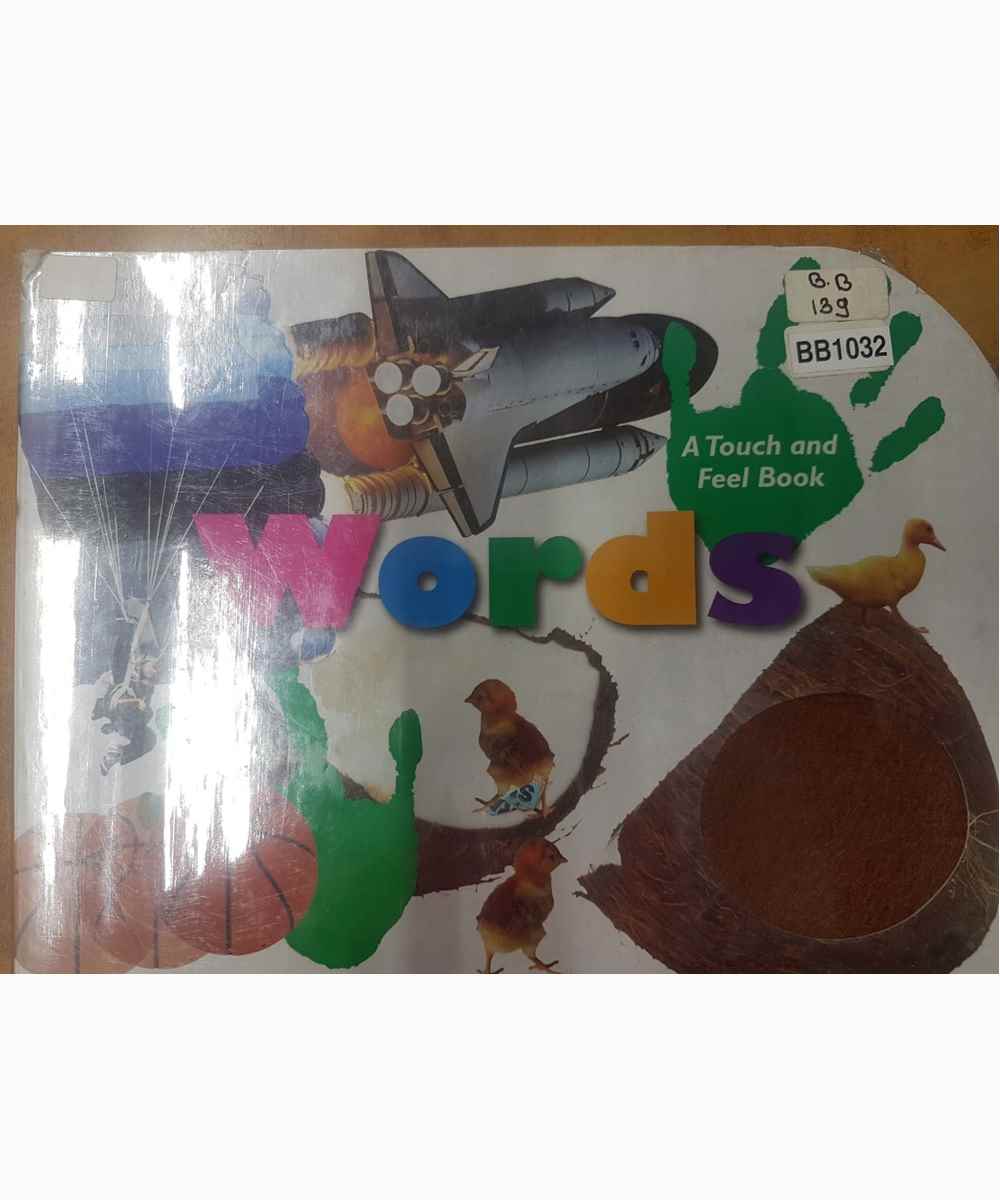 B.B
139
BB1032
A Touch and
Feel Book
words